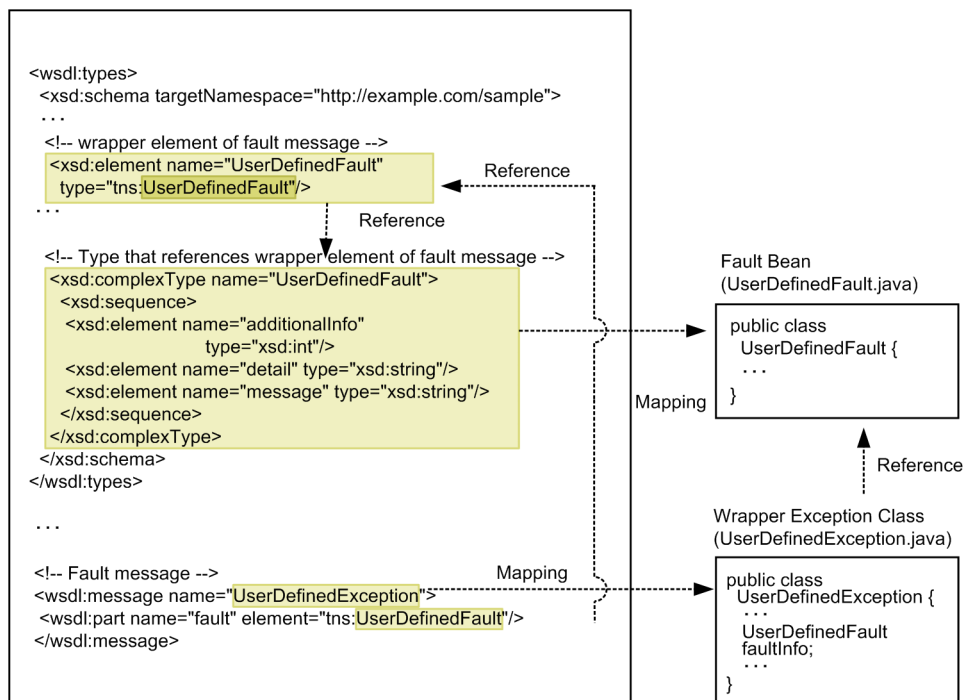 <wsdl:types>
<xsd:schema targetNamespace="http://example.com/sample">
...
<!-- wrapper element of fault message -->
<xsd:element name="UserDefinedFault"
type="tns:UserDefinedFault"/>
...
Reference
Reference
<!-- Type that references wrapper element of fault message -->
<xsd:complexType name="UserDefinedFault">
<xsd:sequence>
<xsd:element name="additionalInfo"
type="xsd:int"/>
<xsd:element name="detail" type="xsd:string"/>
<xsd:element name="message" type="xsd:string"/>
</xsd:sequence>
</xsd:complexType>
</xsd:schema>
</wsdl:types>
...
<!-- Fault message -->
<wsdl:message name="UserDefinedException">
<wsdl:part name="fault" element="tns:UserDefinedFault"/>
</wsdl:message>
Mapping
Mapping
Fault Bean
(UserDefinedFault.java)
public class
UserDefinedFault {
...
}
Reference
Wrapper Exception Class
(UserDefinedException.java)
public class
UserDefinedException {
...
UserDefinedFault
faultInfo;
...
}